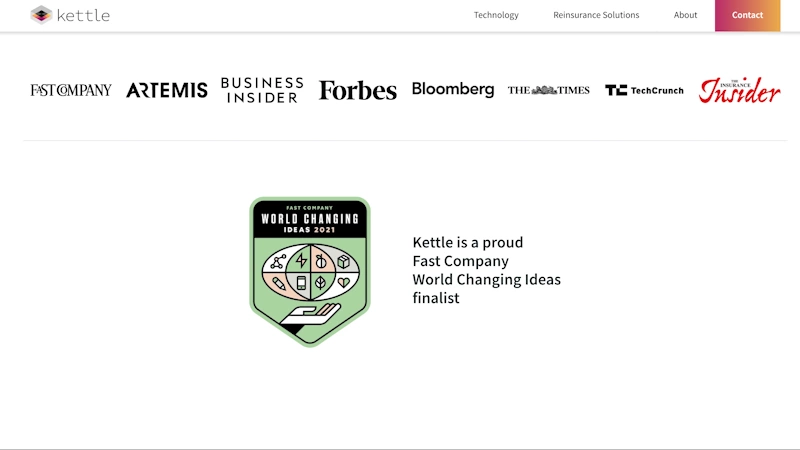 kettle
Technology
Reinsurance Solutions
About
Contact
FAST COMPANY
ARTEMIS
BUSINESS
INSIDER
Forbes
Bloomberg
THE TIMES
TC TechCrunch
THE
INSURANCE
Insider
FAST COMPANY
WORLD CHANGING
IDEAS 2021
Kettle is a proud
Fast Company
World Changing Ideas
finalist